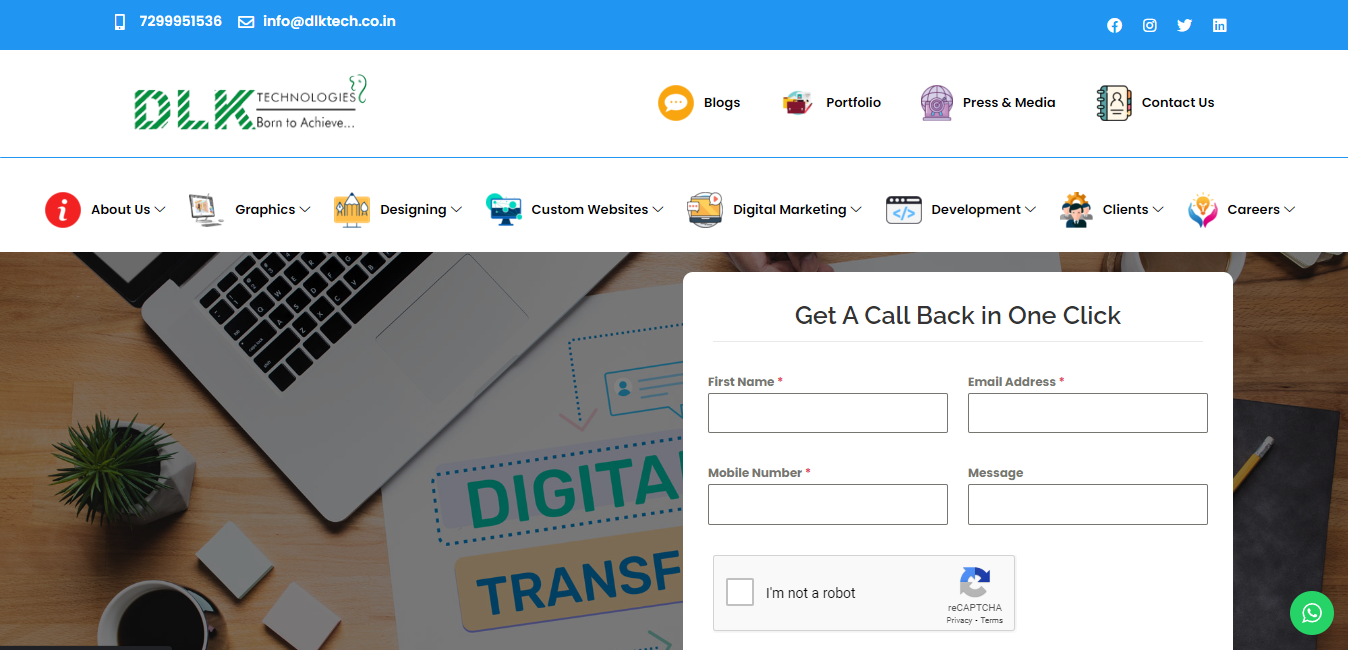 7299951536 info@dlktech.co.in
DLK TECHNOLOGIES
Born to Achieve...
Blogs Portfolio Press & Media Contact Us
About Us Graphics Designing Custom Websites Digital Marketing Development Clients Careers
Get A Call Back in One Click
First Name * Email Address *
Mobile Number * Message
DIGITA
TRANSF
I'm not a robot
reCAPTCHA
Privacy - Terms